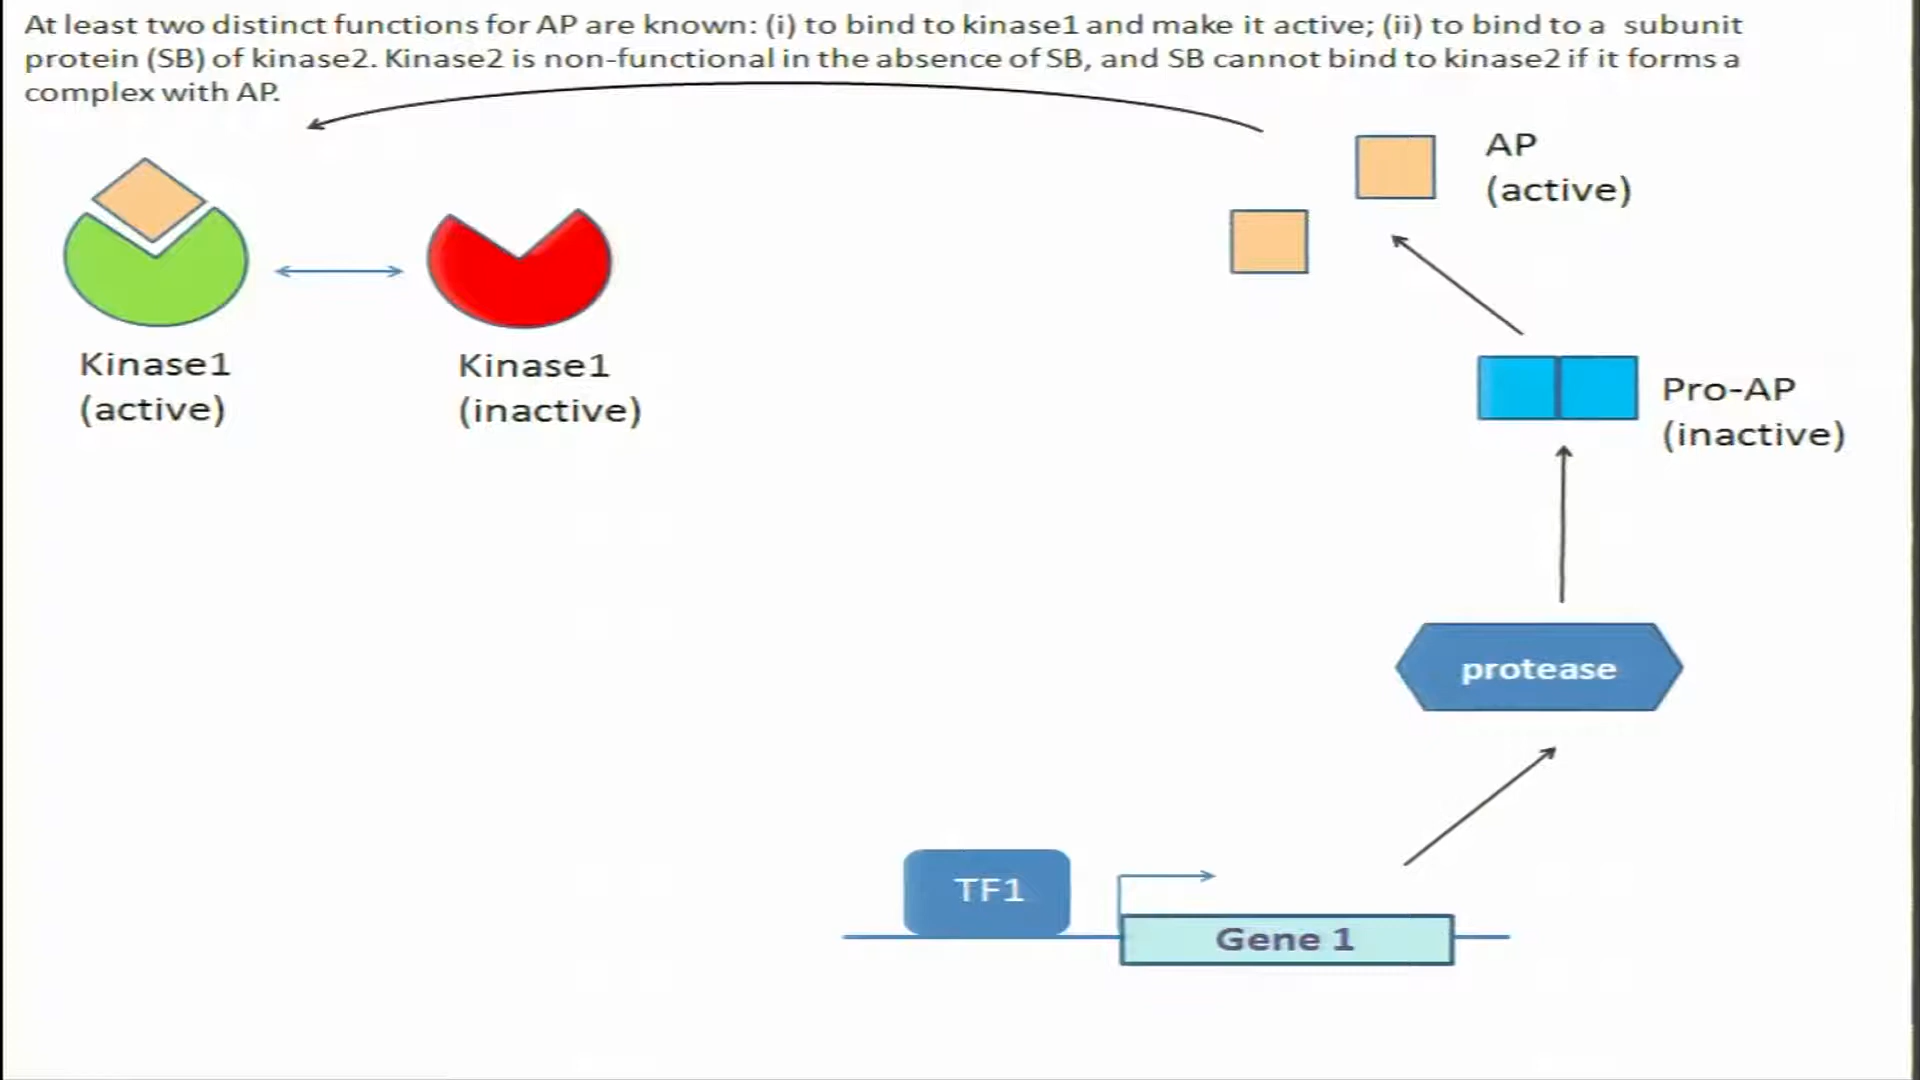 At least two distinct functions for AP are known: (i) to bind to kinase1 and make it active; (ii) to bind to a subunit
protein (SB) of kinase2. Kinase2 is non-functional in the absence of SB, and SB cannot bind to kinase2 if it forms a
complex with AP.
AP
(active)
Kinase1
(active)
Kinase1
(inactive)
Pro-AP
(inactive)
protease
TF1
Gene 1